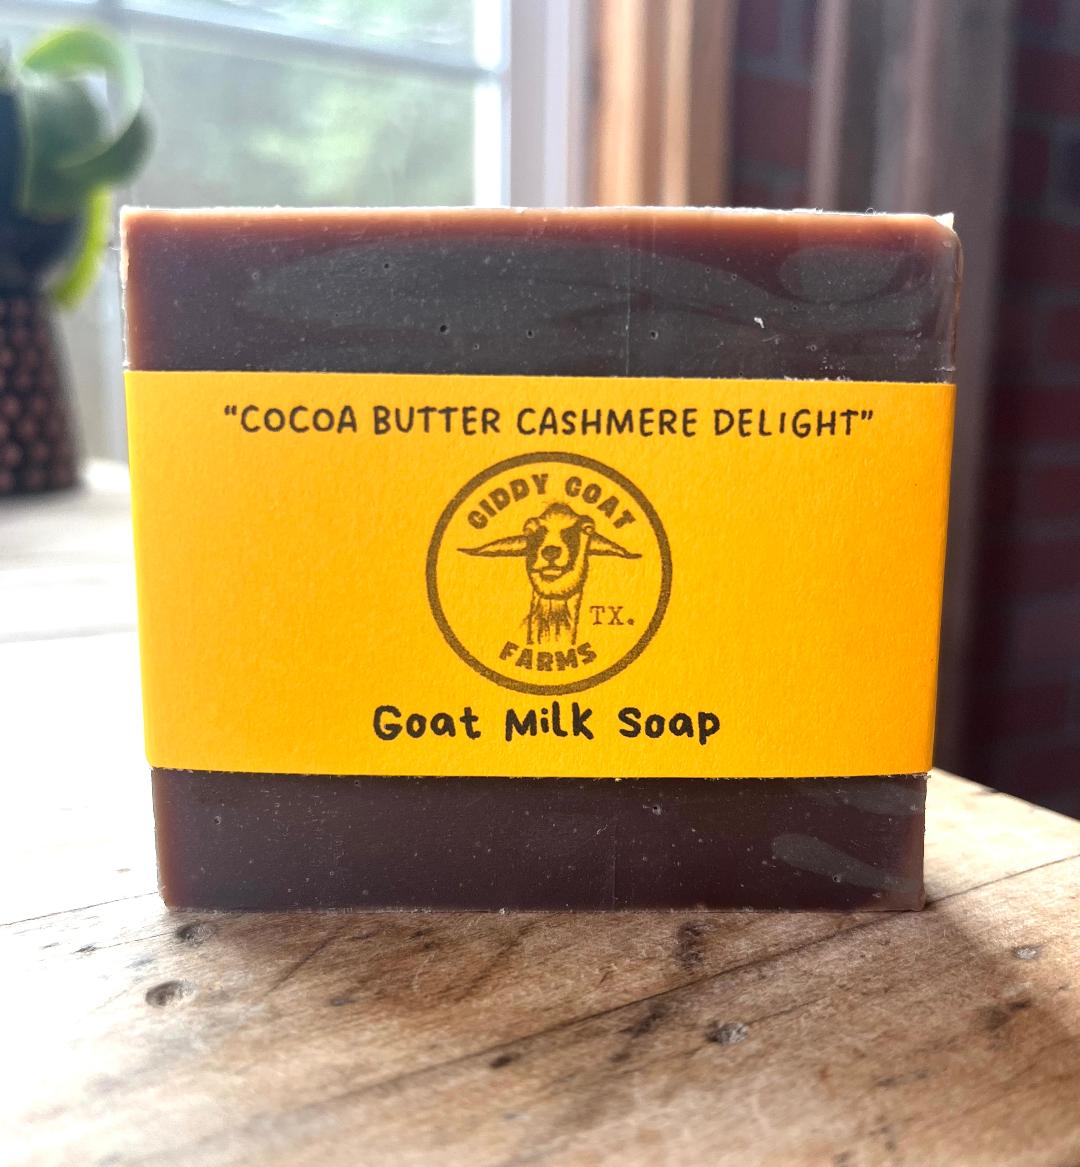 “COCOA BUTTER CASHMERE DELIGHT”
GIDDY GOAT
TX.
FARMS
Goat Milk Soap